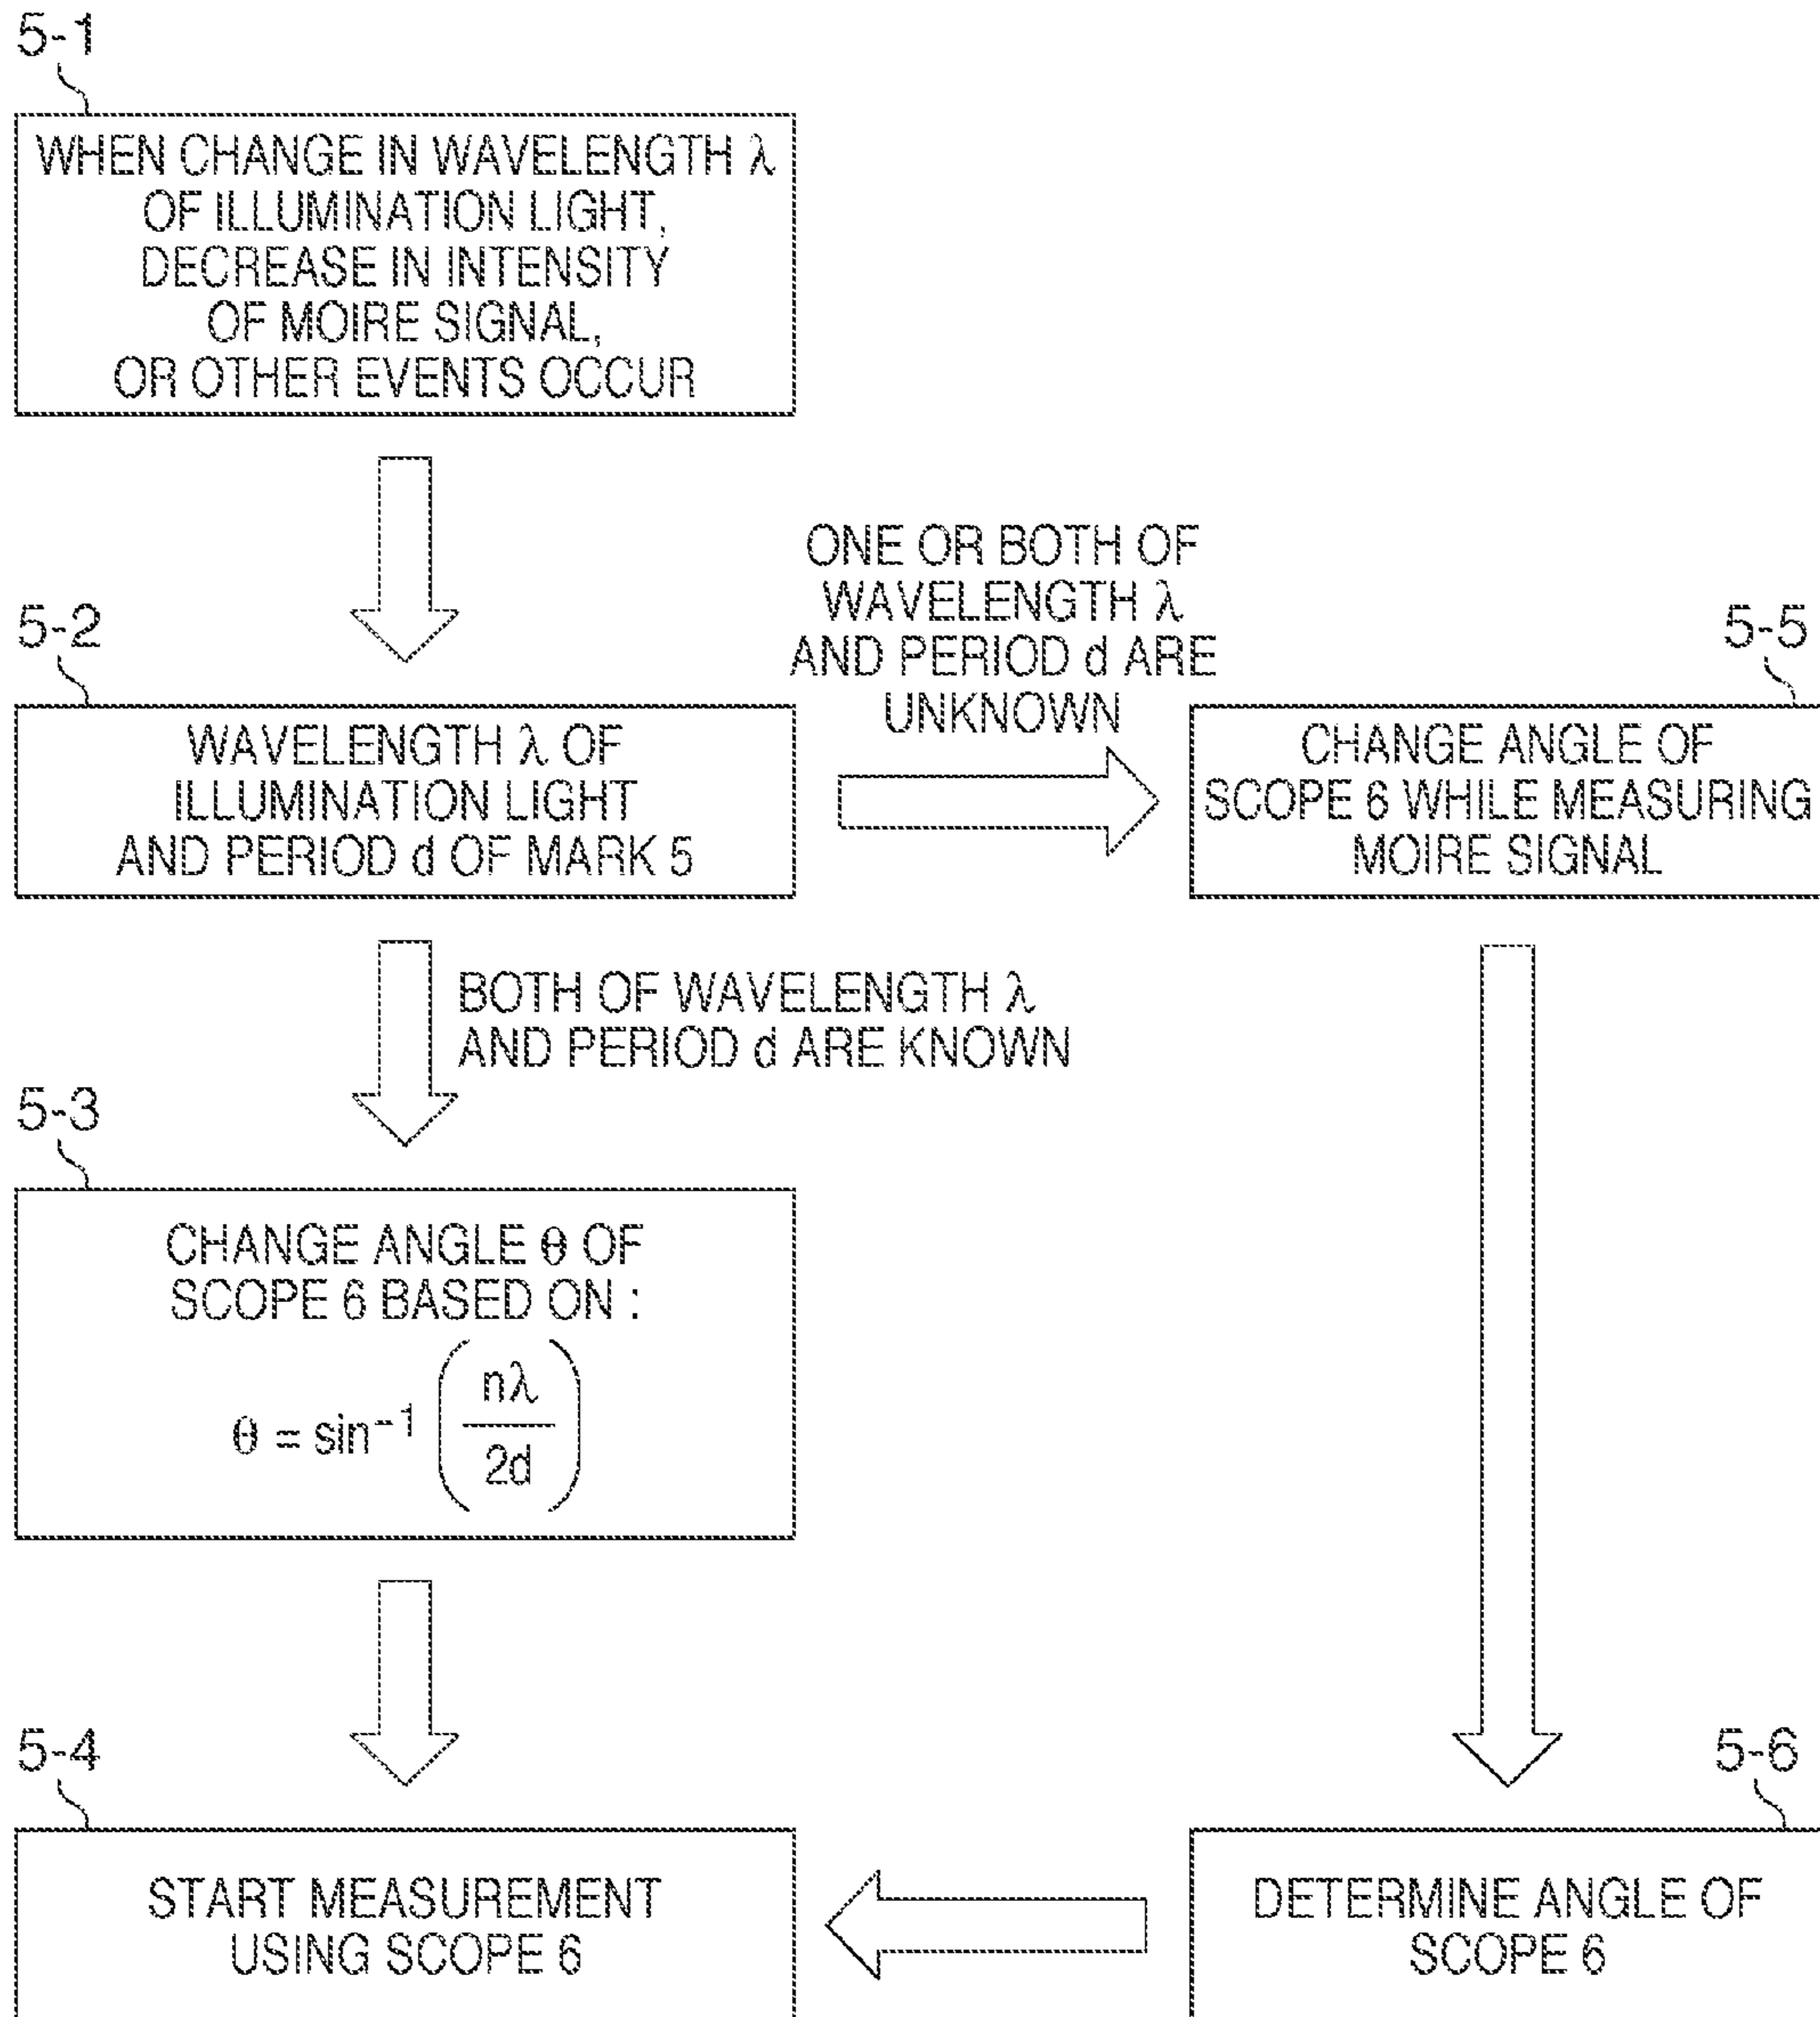 5-1
WHEN CHANGE IN WAVELENGTH λ
OF ILLUMINATION LIGHT,
DECREASE IN INTENSITY
OF MOIRE SIGNAL,
OR OTHER EVENTS OCCUR
5-2
WAVELENGTH λ OF
ILLUMINATION LIGHT
AND PERIOD d OF MARK 5
ONE OR BOTH OF
WAVELENGTH λ
AND PERIOD d ARE
UNKNOWN
5-5
CHANGE ANGLE OF
SCOPE 6 WHILE MEASURING
MOIRE SIGNAL
BOTH OF WAVELENGTH λ
AND PERIOD d ARE KNOWN
5-3
CHANGE ANGLE θ OF
SCOPE 6 BASED ON :
θ = sin⁻¹ (nλ / 2d)
5-4
START MEASUREMENT
USING SCOPE 6
5-6
DETERMINE ANGLE OF
SCOPE 6